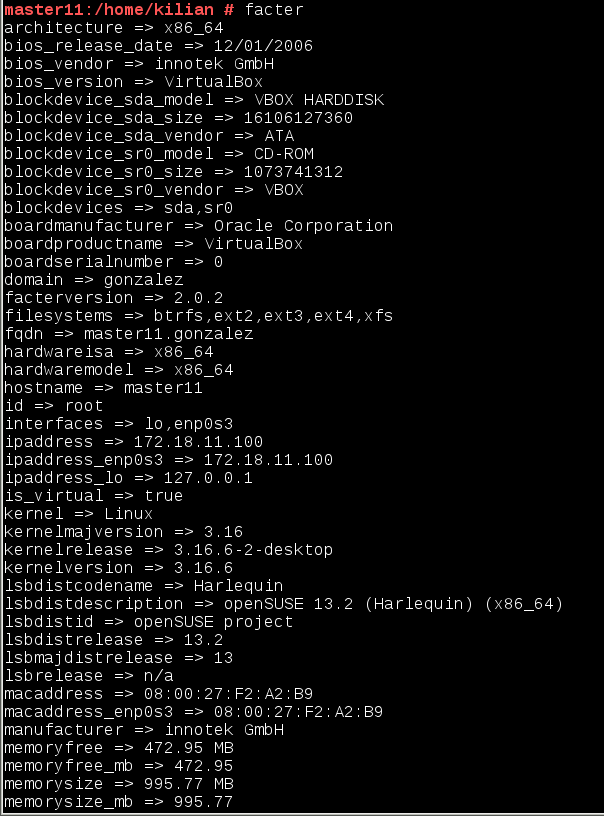 master11:/home/kilian # facter
architecture => x86_64
bios_release_date => 12/01/2006
bios_vendor => innotek GmbH
bios_version => VirtualBox
blockdevice_sda_model => VBOX HARDDISK
blockdevice_sda_size => 16106127360
blockdevice_sda_vendor => ATA
blockdevice_sr0_model => CD-ROM
blockdevice_sr0_size => 1073741312
blockdevice_sr0_vendor => VBOX
blockdevices => sda,sr0
boardmanufacturer => Oracle Corporation
boardproductname => VirtualBox
boardserialnumber => 0
domain => gonzalez
facterversion => 2.0.2
filesystems => btrfs,ext2,ext3,ext4,xfs
fqdn => master11.gonzalez
hardwareisa => x86_64
hardwaremodel => x86_64
hostname => master11
id => root
interfaces => lo,enp0s3
ipaddress => 172.18.11.100
ipaddress_enp0s3 => 172.18.11.100
ipaddress_lo => 127.0.0.1
is_virtual => true
kernel => Linux
kernelmajversion => 3.16
kernelrelease => 3.16.6-2-desktop
kernelversion => 3.16.6
lsbdistcodename => Harlequin
lsbdistdescription => openSUSE 13.2 (Harlequin) (x86_64)
lsbdistid => openSUSE project
lsbdistrelease => 13.2
lsbmajdistrelease => 13
lsbrelease => n/a
macaddress => 08:00:27:F2:A2:B9
macaddress_enp0s3 => 08:00:27:F2:A2:B9
manufacturer => innotek GmbH
memoryfree => 472.95 MB
memoryfree_mb => 472.95
memorysize => 995.77 MB
memorysize_mb => 995.77